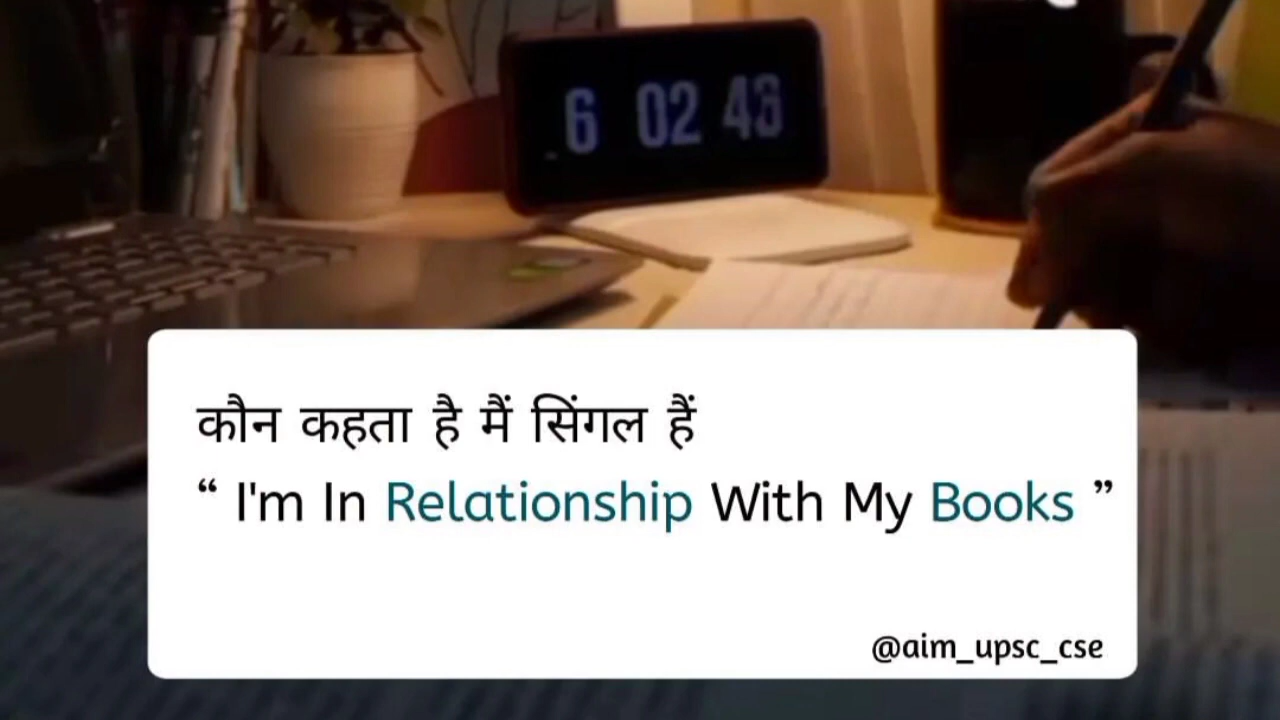 6 02 43
कौन कहता है मैं सिंगल हैं
“ I'm In Relationship With My Books ”
@aim_upsc_cse